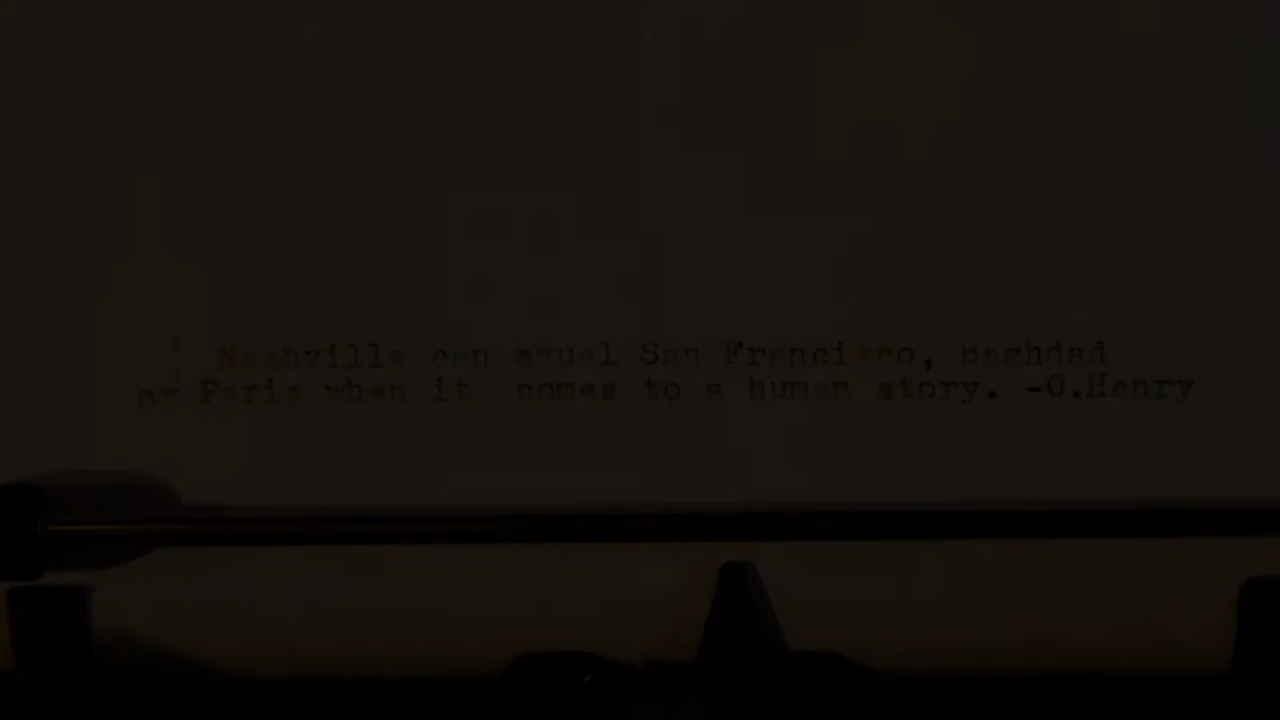 Nashville can equal San Francisco, Baghdad
or Paris when it comes to a human story. -O.Henry